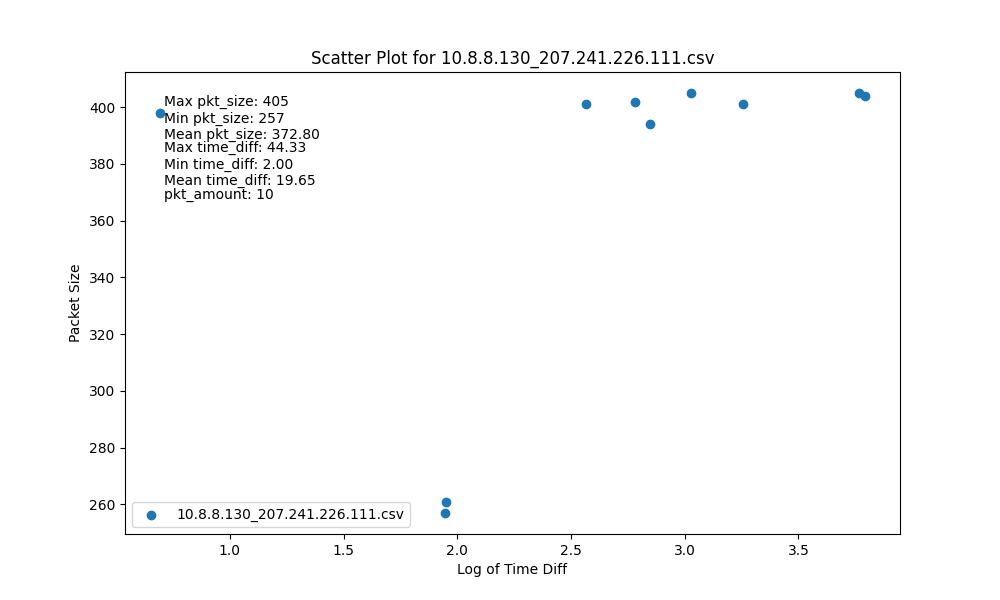 Scatter Plot for 10.8.8.130_207.241.226.111.csv
Max pkt_size: 405
Min pkt_size: 257
Mean pkt_size: 372.80
Max time_diff: 44.33
Min time_diff: 2.00
Mean time_diff: 19.65
pkt_amount: 10
400
380
360
340
320
300
280
260
Packet Size
10.8.8.130_207.241.226.111.csv
1.0 1.5 2.0 2.5 3.0 3.5
Log of Time Diff